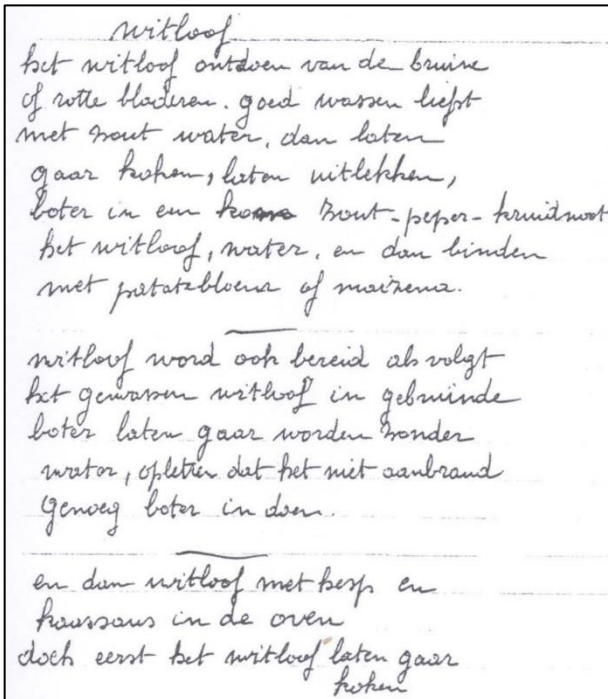 witloof
het witloof ontdoen van de bruine
of rotte bladeren. goed wassen liefst
met zout water, dan laten
gaar koken, laten uitlekken,
boter in een zout - peper - kruidnoot
het witloof, water, en dan binden
met patatebloem of maizena.
witloof word ook bereid als volgt
het gewassen witloof in gebruinde
boter laten gaar worden zonder
water, opletten dat het niet aanbrand
genoeg boter in doen.
en dan witloof met hesp en
kaassaus in de oven
doch eerst het witloof laten gaar
koken